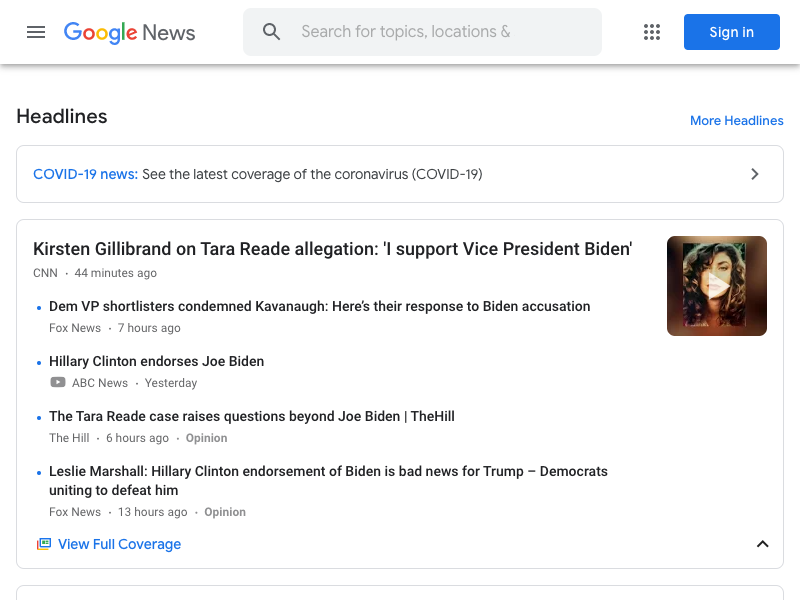 Google News
Search for topics, locations &
Sign in
Headlines
More Headlines
COVID-19 news: See the latest coverage of the coronavirus (COVID-19)
Kirsten Gillibrand on Tara Reade allegation: 'I support Vice President Biden'
CNN · 44 minutes ago
Dem VP shortlisters condemned Kavanaugh: Here’s their response to Biden accusation
Fox News · 7 hours ago
Hillary Clinton endorses Joe Biden
ABC News · Yesterday
The Tara Reade case raises questions beyond Joe Biden | TheHill
The Hill · 6 hours ago · Opinion
Leslie Marshall: Hillary Clinton endorsement of Biden is bad news for Trump – Democrats
uniting to defeat him
Fox News · 13 hours ago · Opinion
View Full Coverage